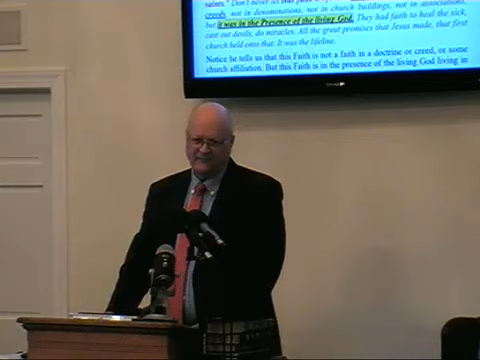 saints." Don't never let
creeds, not in denominations, not in church buildings, not in associations,
but it was in the Presence of the living God. They had faith to heal the sick,
cast out devils, do miracles. All the great promises that Jesus made, that first
church held onto that. It was the lifeline.
Notice he tells us that this Faith is not a faith in a doctrine or creed, or some
church affiliation. But this Faith is in the presence of the living God living in